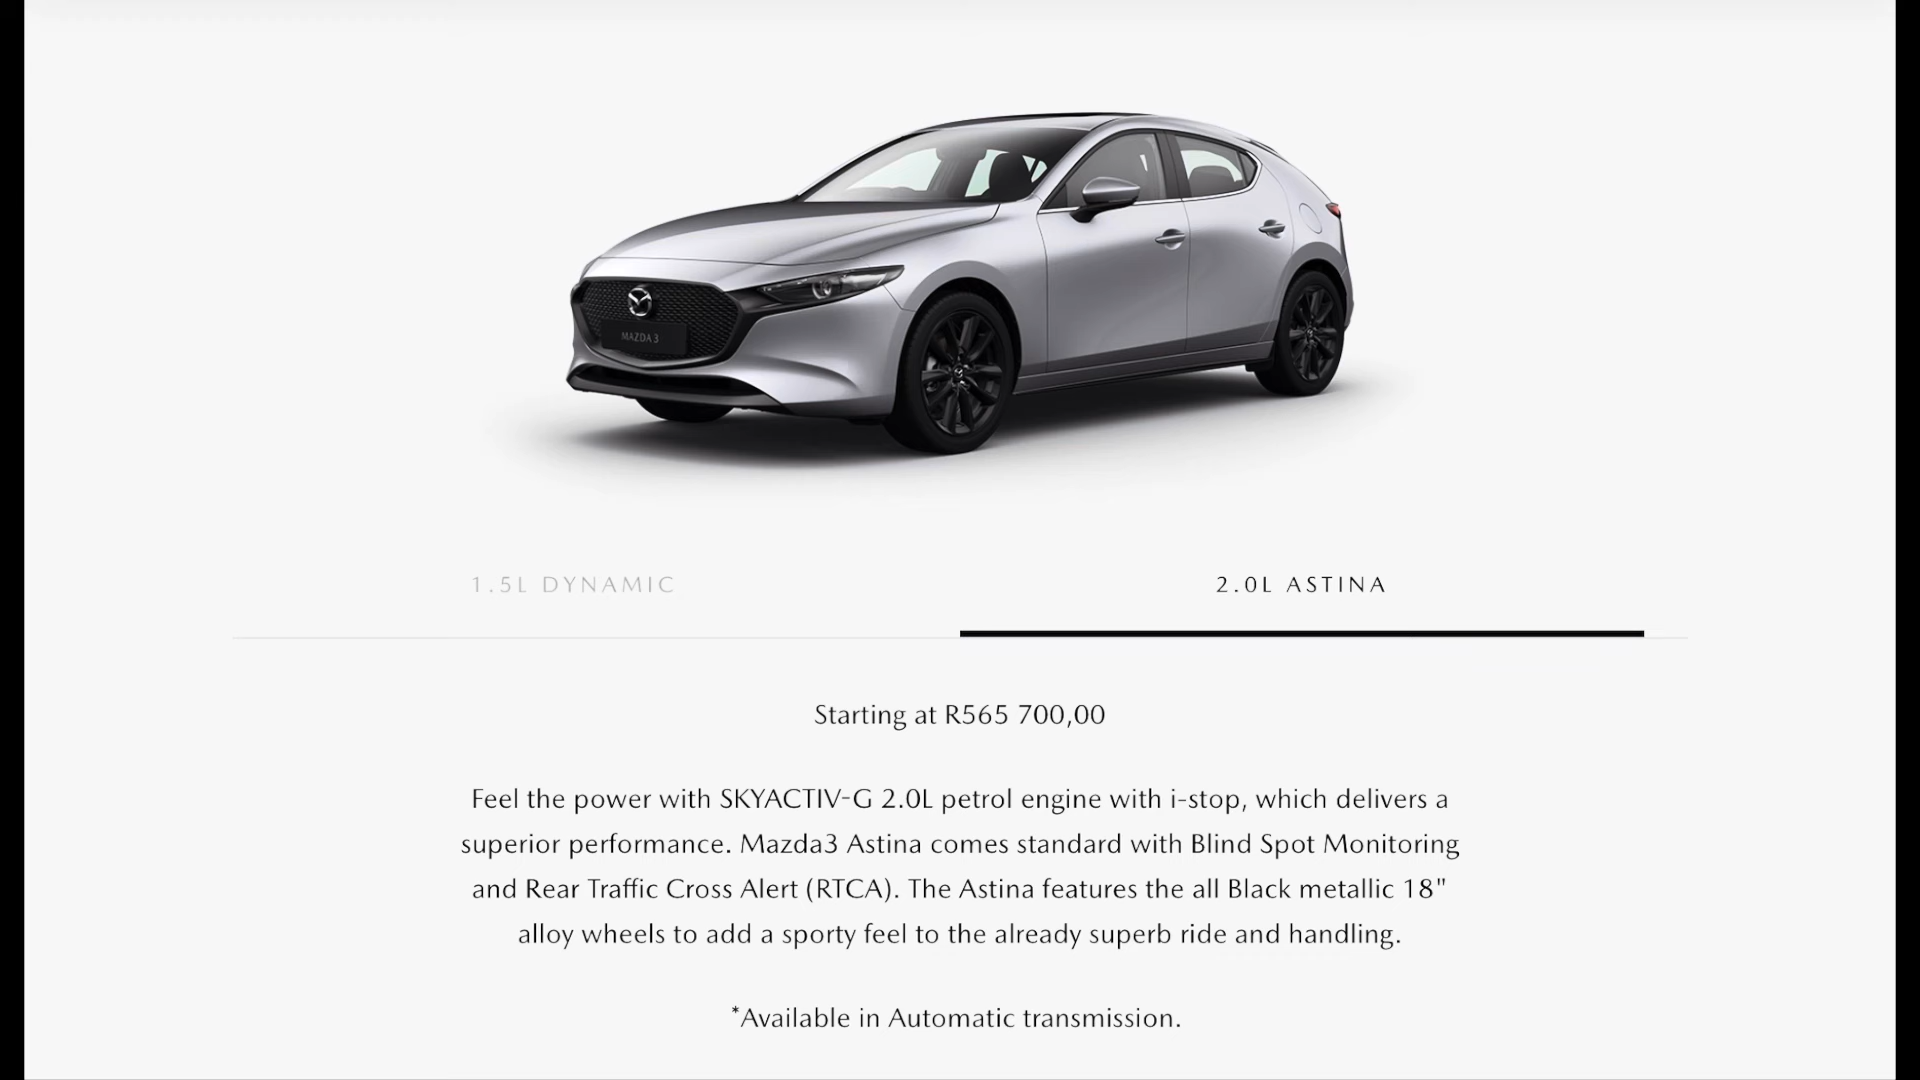 MAZDA 3
1.5L DYNAMIC
2.0L ASTINA
Starting at R565 700,00
Feel the power with SKYACTIV-G 2.0L petrol engine with i-stop, which delivers a
superior performance. Mazda3 Astina comes standard with Blind Spot Monitoring
and Rear Traffic Cross Alert (RTCA). The Astina features the all Black metallic 18"
alloy wheels to add a sporty feel to the already superb ride and handling.
*Available in Automatic transmission.